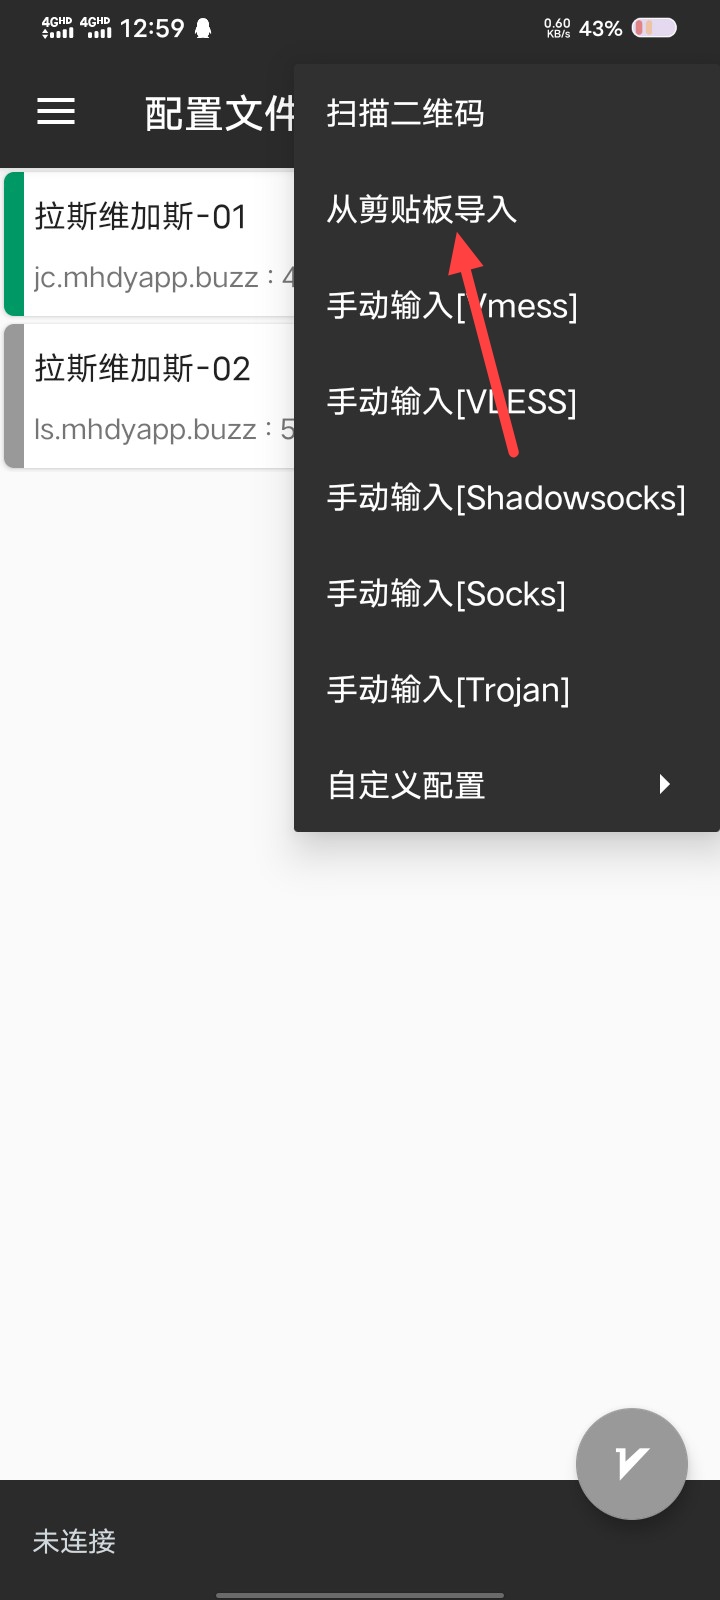 4GHD 4GHD 12:59 0.60 KB/s 43%
配置文件
扫描二维码
从剪贴板导入
手动输入[Vmess]
手动输入[VLESS]
手动输入[Shadowsocks]
手动输入[Socks]
手动输入[Trojan]
自定义配置
拉斯维加斯-01
jc.mhdyapp.buzz : 4
拉斯维加斯-02
ls.mhdyapp.buzz : 5
未连接